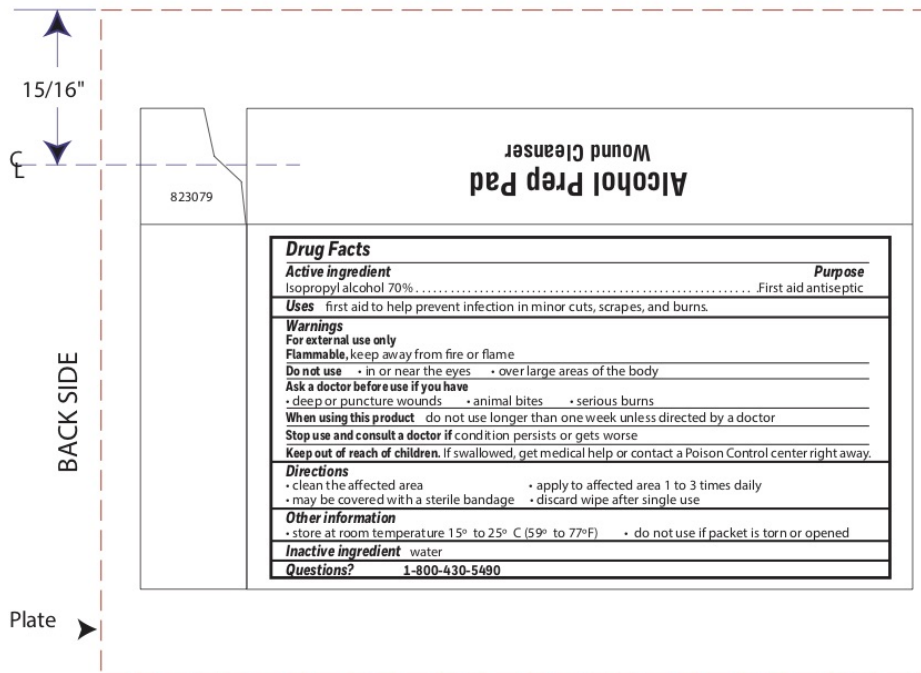 15/16"
CL
823079
Alcohol Prep Pad
Wound Cleanser
BACK SIDE
Plate
Drug Facts
Active ingredient Purpose
Isopropyl alcohol 70%..........................................................First aid antiseptic
Uses first aid to help prevent infection in minor cuts, scrapes, and burns.
Warnings
For external use only
Flammable, keep away from fire or flame
Do not use • in or near the eyes • over large areas of the body
Ask a doctor before use if you have
• deep or puncture wounds • animal bites • serious burns
When using this product do not use longer than one week unless directed by a doctor
Stop use and consult a doctor if condition persists or gets worse
Keep out of reach of children. If swallowed, get medical help or contact a Poison Control center right away.
Directions
• clean the affected area • apply to affected area 1 to 3 times daily
• may be covered with a sterile bandage • discard wipe after single use
Other information
• store at room temperature 15º to 25º C (59º to 77ºF) • do not use if packet is torn or opened
Inactive ingredient water
Questions? 1-800-430-5490